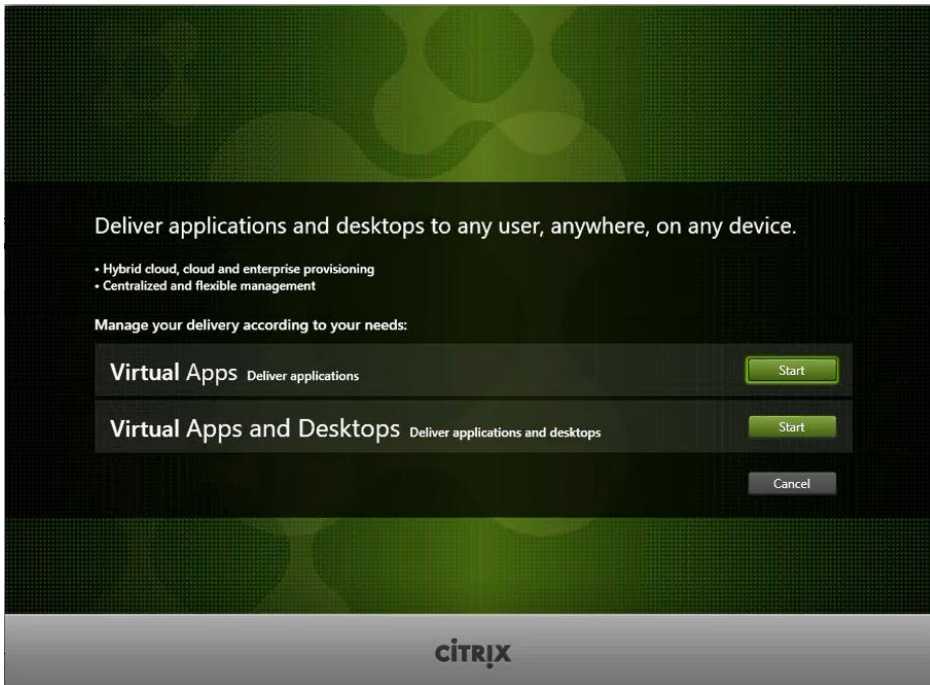 Deliver applications and desktops to any user, anywhere, on any device.
• Hybrid cloud, cloud and enterprise provisioning
• Centralized and flexible management
Manage your delivery according to your needs:
Virtual Apps Deliver applications
Start
Virtual Apps and Desktops Deliver applications and desktops
Start
Cancel
CİTRIX